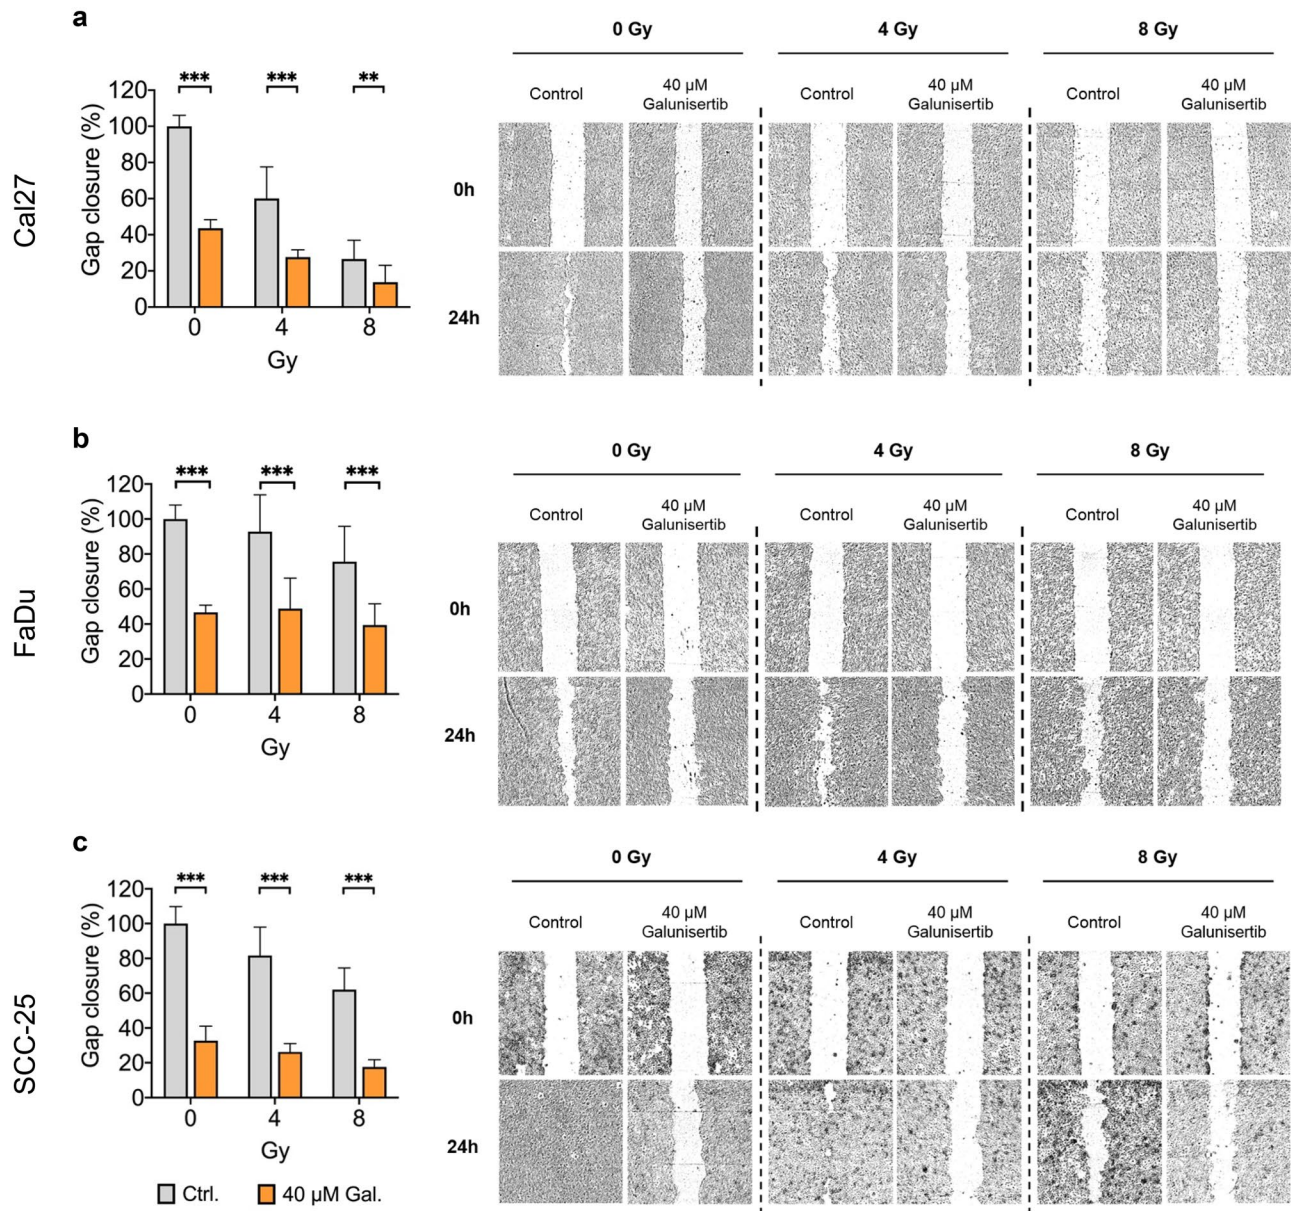 a
Cal27
Gap closure (%)
120
100
80
60
40
20
0
*** *** **
0 4 8
Gy
0 Gy 4 Gy 8 Gy
Control 40 µM Galunisertib Control 40 µM Galunisertib Control 40 µM Galunisertib
0h
24h
b
FaDu
Gap closure (%)
120
100
80
60
40
20
0
*** *** ***
0 4 8
Gy
0 Gy 4 Gy 8 Gy
Control 40 µM Galunisertib Control 40 µM Galunisertib Control 40 µM Galunisertib
0h
24h
c
SCC-25
Gap closure (%)
120
100
80
60
40
20
0
*** *** ***
0 4 8
Gy
Ctrl. 40 µM Gal.
0 Gy 4 Gy 8 Gy
Control 40 µM Galunisertib Control 40 µM Galunisertib Control 40 µM Galunisertib
0h
24h